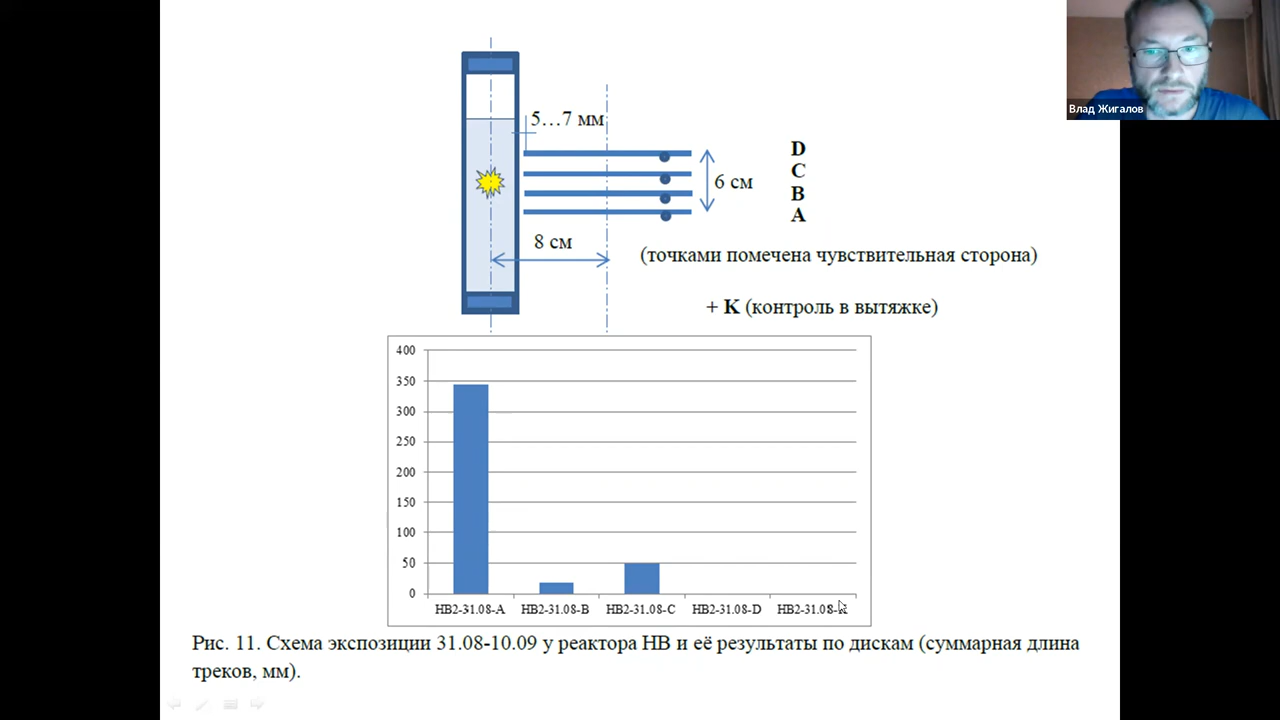 Влад Жигалов
5…7 мм
D
C
6 см
B
A
8 см
(точками помечена чувствительная сторона)
+ K (контроль в вытяжке)
400
350
300
250
200
150
100
50
0
НВ2-31.08-A НВ2-31.08-B НВ2-31.08-C НВ2-31.08-D НВ2-31.08-K
Рис. 11. Схема экспозиции 31.08-10.09 у реактора НВ и её результаты по дискам (суммарная длина
треков, мм).